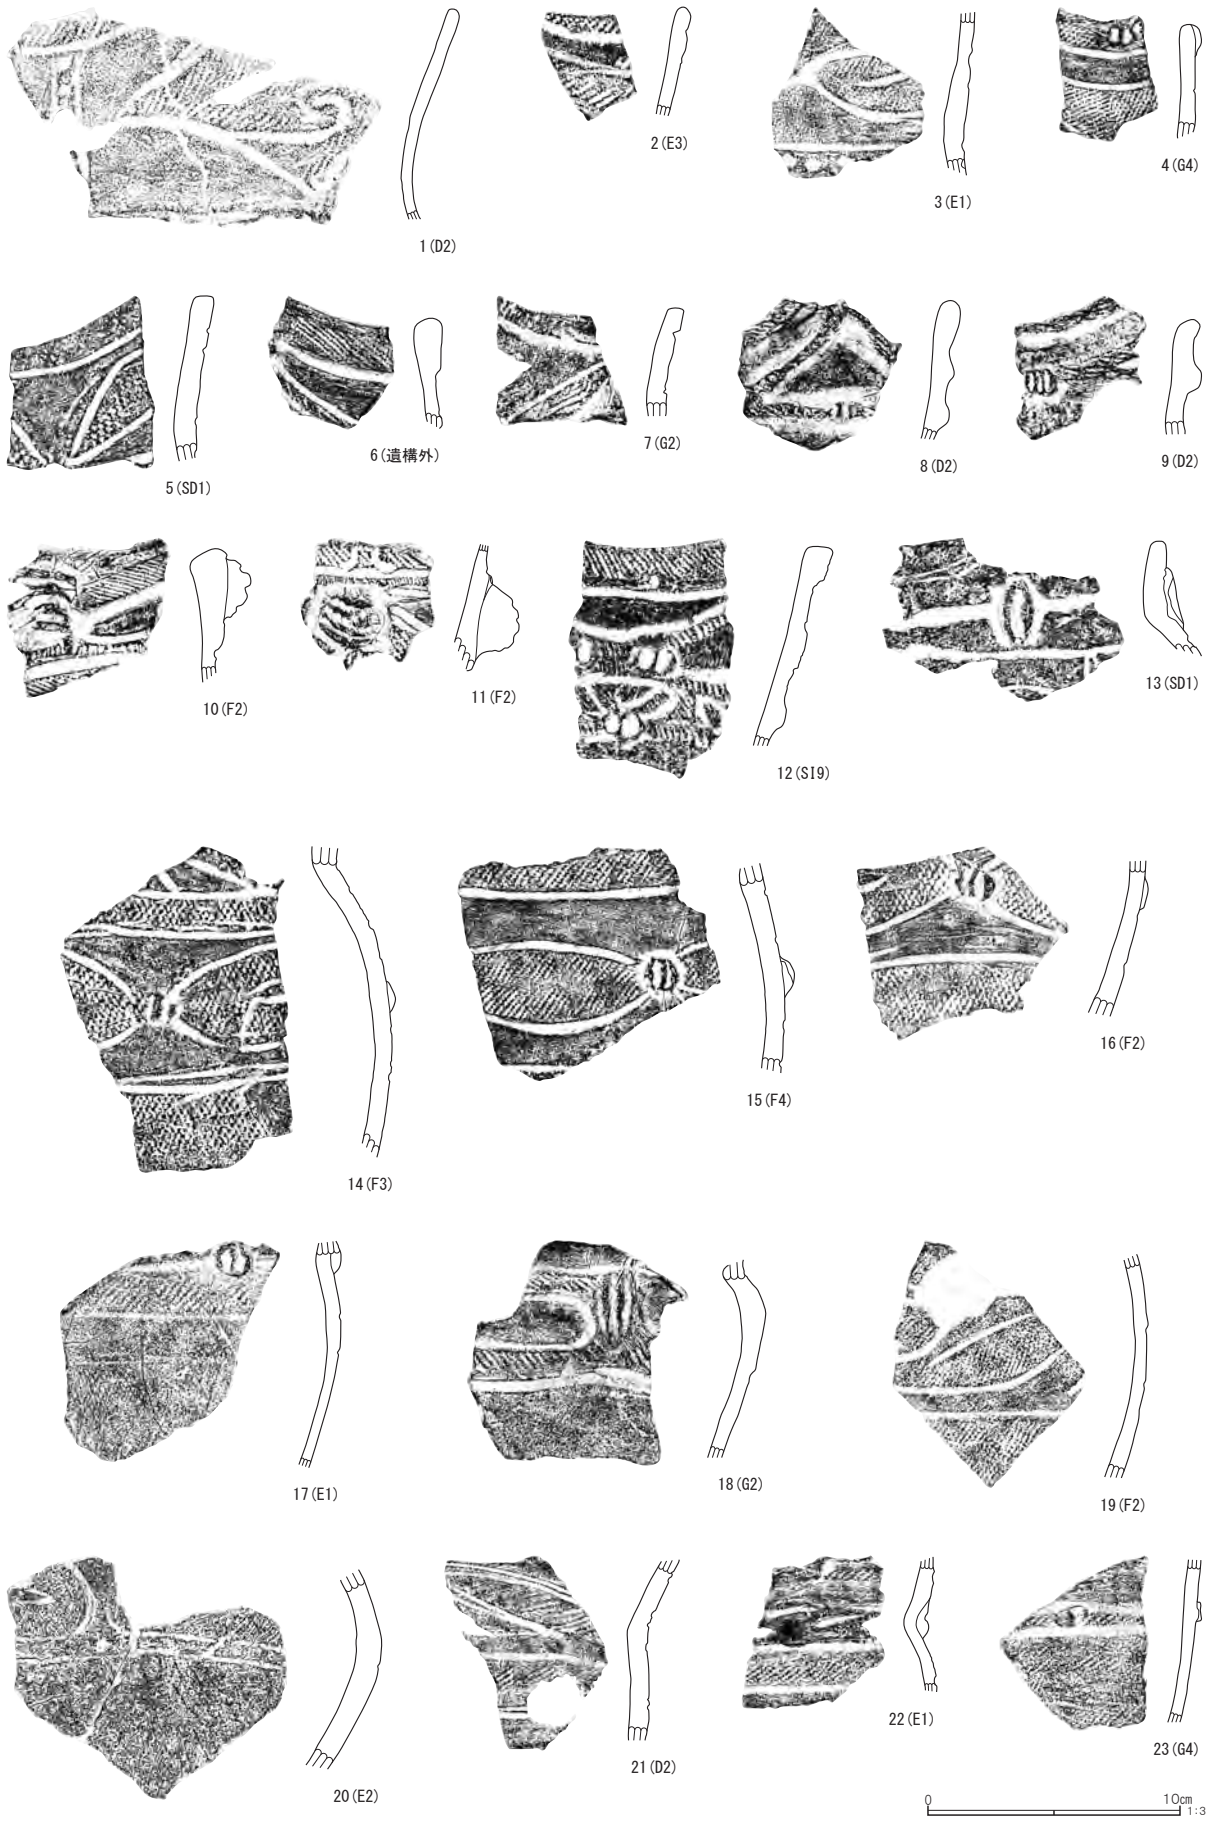 1(D2)
2(E3)
3(E1)
4(G4)
5(SD1)
6(遺構外)
7(G2)
8(D2)
9(D2)
10(F2)
11(F2)
12(SI9)
13(SD1)
14(F3)
15(F4)
16(F2)
17(E1)
18(G2)
19(F2)
20(E2)
21(D2)
22(E1)
23(G4)
0 10㎝
1:3